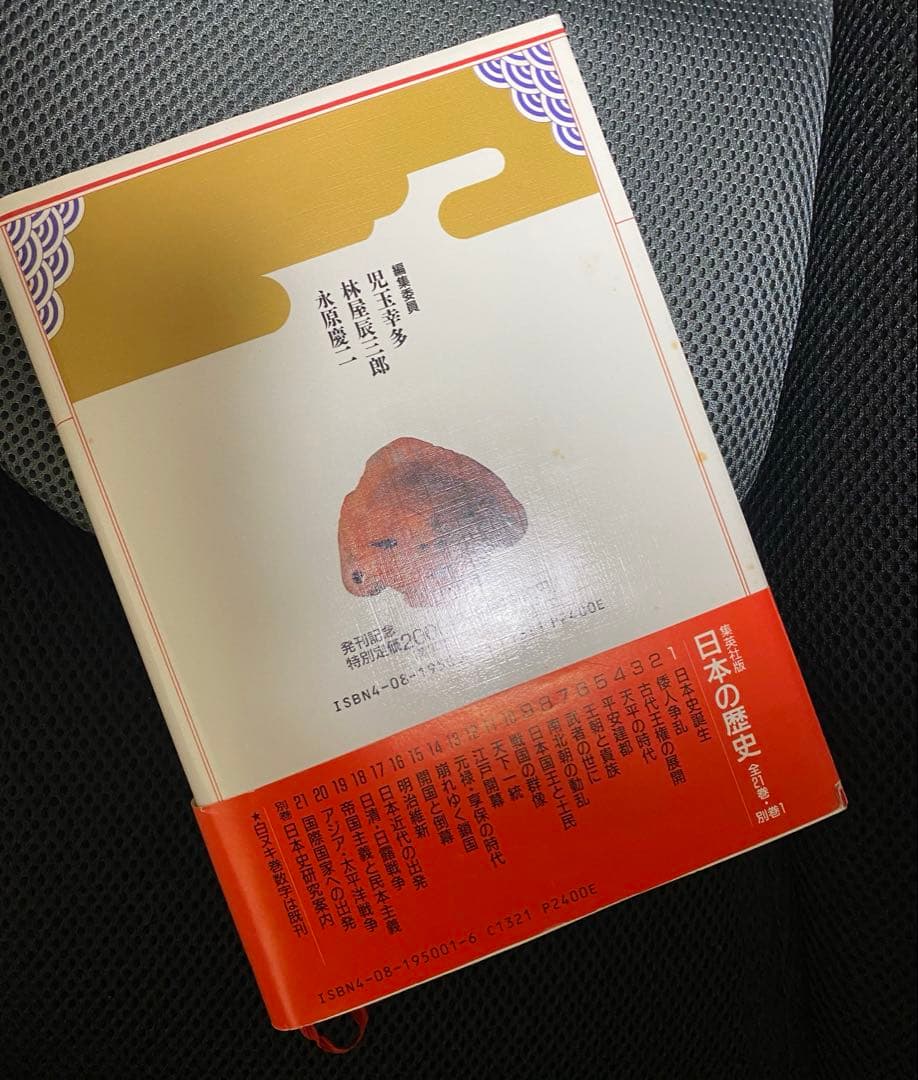 編集委員
児玉幸多
林屋辰三郎
永原慶二
発刊記念
特別定価200
ISBN4-08-1950 P2400E
集英社版
日本の歴史 全21巻・別巻1
1 日本史誕生
2 倭人争乱
3 古代王権の展開
4 天平の時代
5 平安建都
6 王朝と貴族
7 武者の世に
8 南北朝の動乱
9 日本国王と土民
10 戦国の群像
11 天下一統
12 江戸開幕
13 元禄・享保の時代
14 崩れゆく鎖国
15 開国と倒幕
16 明治維新
17 日本近代の出発
18 日清・日露戦争
19 帝国主義と民本主義
20 アジア・太平洋戦争
21 国際国家への出発
別巻 日本史研究案内
★白ヌキ巻数字は既刊
ISBN4-08-195001-6 C1321 P2400E